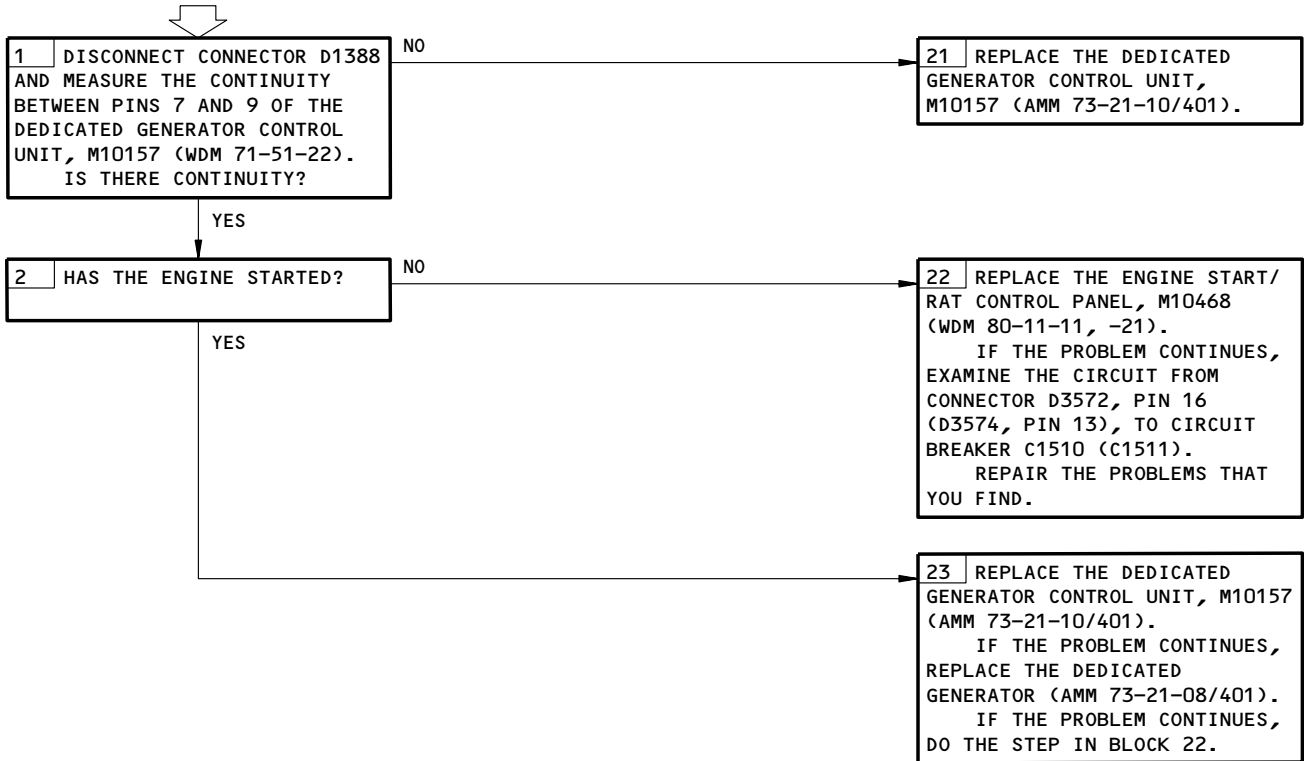 1 DISCONNECT CONNECTOR D1388
AND MEASURE THE CONTINUITY
BETWEEN PINS 7 AND 9 OF THE
DEDICATED GENERATOR CONTROL
UNIT, M10157 (WDM 71-51-22).
IS THERE CONTINUITY?
NO
21 REPLACE THE DEDICATED
GENERATOR CONTROL UNIT,
M10157 (AMM 73-21-10/401).
YES
2 HAS THE ENGINE STARTED?
NO
22 REPLACE THE ENGINE START/
RAT CONTROL PANEL, M10468
(WDM 80-11-11, -21).
IF THE PROBLEM CONTINUES,
EXAMINE THE CIRCUIT FROM
CONNECTOR D3572, PIN 16
(D3574, PIN 13), TO CIRCUIT
BREAKER C1510 (C1511).
REPAIR THE PROBLEMS THAT
YOU FIND.
YES
23 REPLACE THE DEDICATED
GENERATOR CONTROL UNIT, M10157
(AMM 73-21-10/401).
IF THE PROBLEM CONTINUES,
REPLACE THE DEDICATED
GENERATOR (AMM 73-21-08/401).
IF THE PROBLEM CONTINUES,
DO THE STEP IN BLOCK 22.